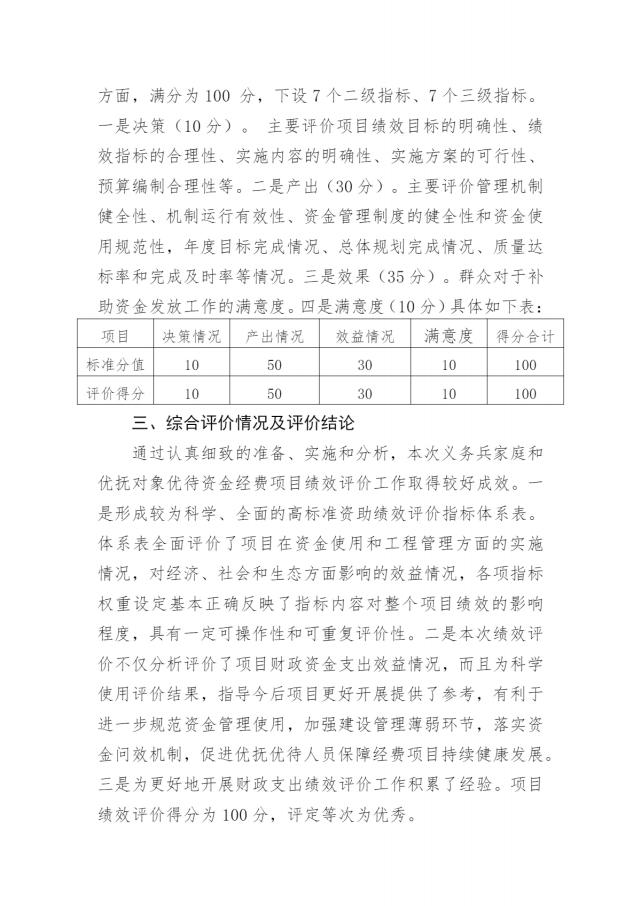 方面，满分为 100 分，下设 7 个二级指标、7 个三级指标。
一是决策（10 分）。 主要评价项目绩效目标的明确性、绩
效指标的合理性、实施内容的明确性、实施方案的可行性、
预算编制合理性等。二是产出（30 分）。主要评价管理机制
健全性、机制运行有效性、资金管理制度的健全性和资金使
用规范性，年度目标完成情况、总体规划完成情况、质量达
标率和完成及时率等情况。三是效果（35 分）。群众对于补
助资金发放工作的满意度。四是满意度（10 分）具体如下表：
项目 决策情况 产出情况 效益情况 满意度 得分合计
标准分值 10 50 30 10 100
评价得分 10 50 30 10 100
三、综合评价情况及评价结论
通过认真细致的准备、实施和分析，本次义务兵家庭和
优抚对象优待资金经费项目绩效评价工作取得较好成效。一
是形成较为科学、全面的高标准资助绩效评价指标体系表。
体系表全面评价了项目在资金使用和工程管理方面的实施
情况，对经济、社会和生态方面影响的效益情况，各项指标
权重设定基本正确反映了指标内容对整个项目绩效的影响
程度，具有一定可操作性和可重复评价性。二是本次绩效评
价不仅分析评价了项目财政资金支出效益情况，而且为科学
使用评价结果，指导今后项目更好开展提供了参考，有利于
进一步规范资金管理使用，加强建设管理薄弱环节，落实资
金问效机制，促进优抚优待人员保障经费项目持续健康发展。
三是为更好地开展财政支出绩效评价工作积累了经验。项目
绩效评价得分为 100 分，评定等次为优秀。